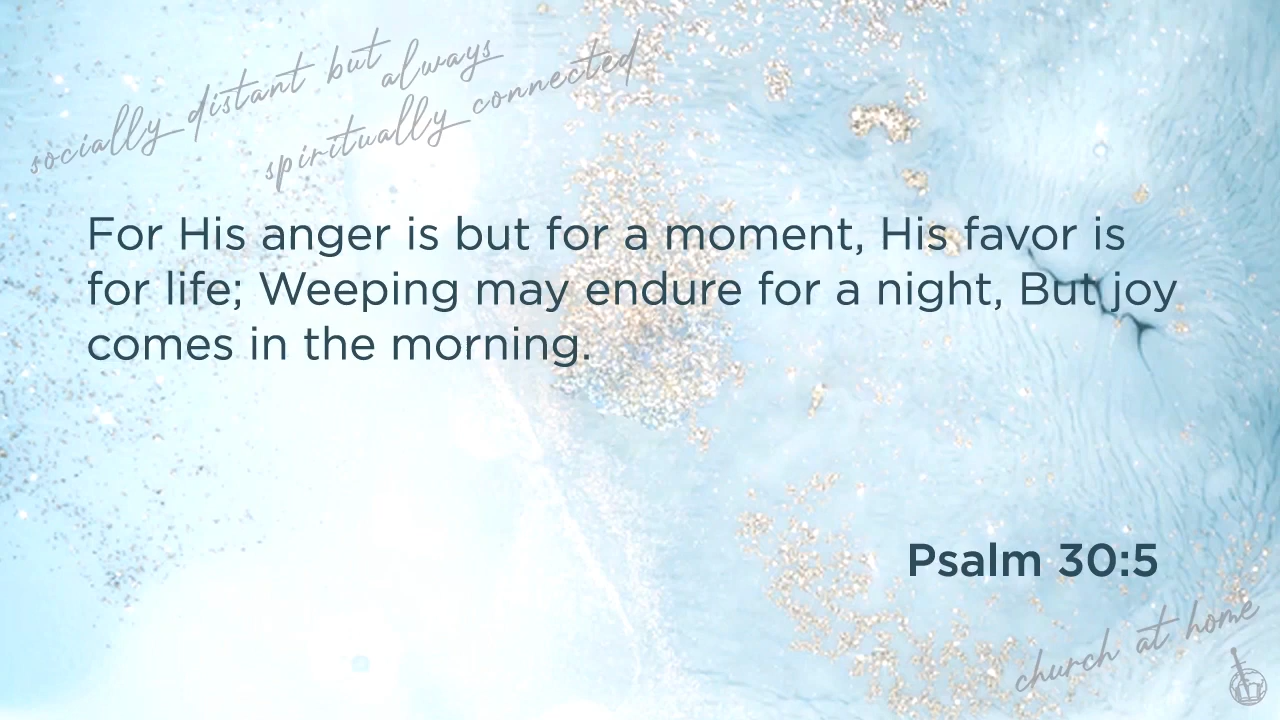 socially distant but always
spiritually connected
For His anger is but for a moment, His favor is
for life; Weeping may endure for a night, But joy
comes in the morning.
Psalm 30:5
church at home